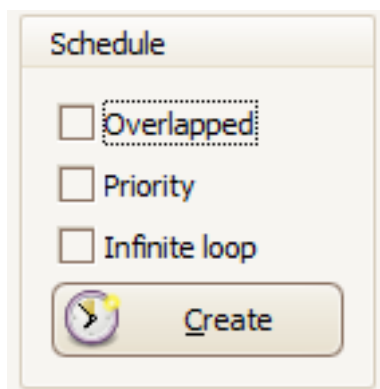 Schedule
Overlapped
Priority
Infinite loop
Create